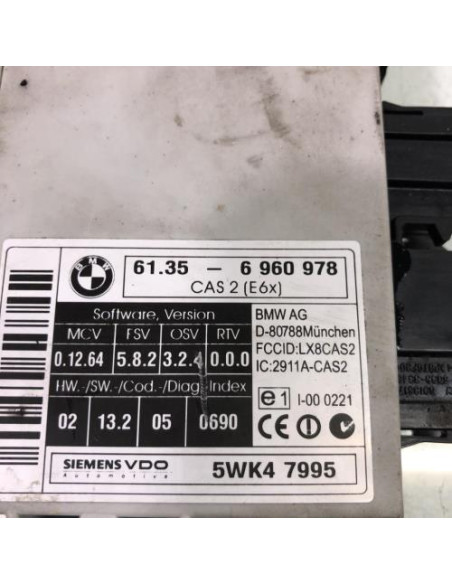 BMW
61.35 - 6 960 978
CAS 2 (E6x)
Software, Version
MCV FSV OSV RTV
0.12.64 5.8.2 3.2.4 0.0.0
HW.-/SW.-/Cod.-/Diag.Index
02 13.2 05 0690
BMW AG
D-80788München
FCCID:LX8CAS2
IC:2911A-CAS2
e1 I-00 0221
CE
SIEMENS VDO
Automotive
5WK4 7995